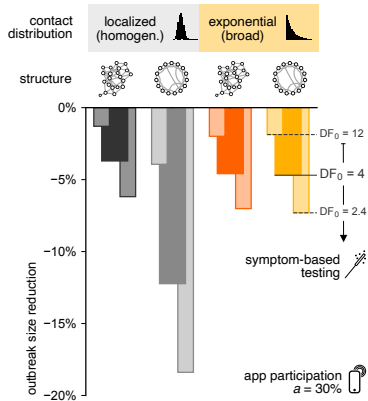 contact
distribution
localized
(homogen.)
exponential
(broad)
structure
0%
−5%
−10%
−15%
−20%
outbreak size reduction
DF₀ = 12
DF₀ = 4
DF₀ = 2.4
symptom-based
testing
app participation
a = 30%